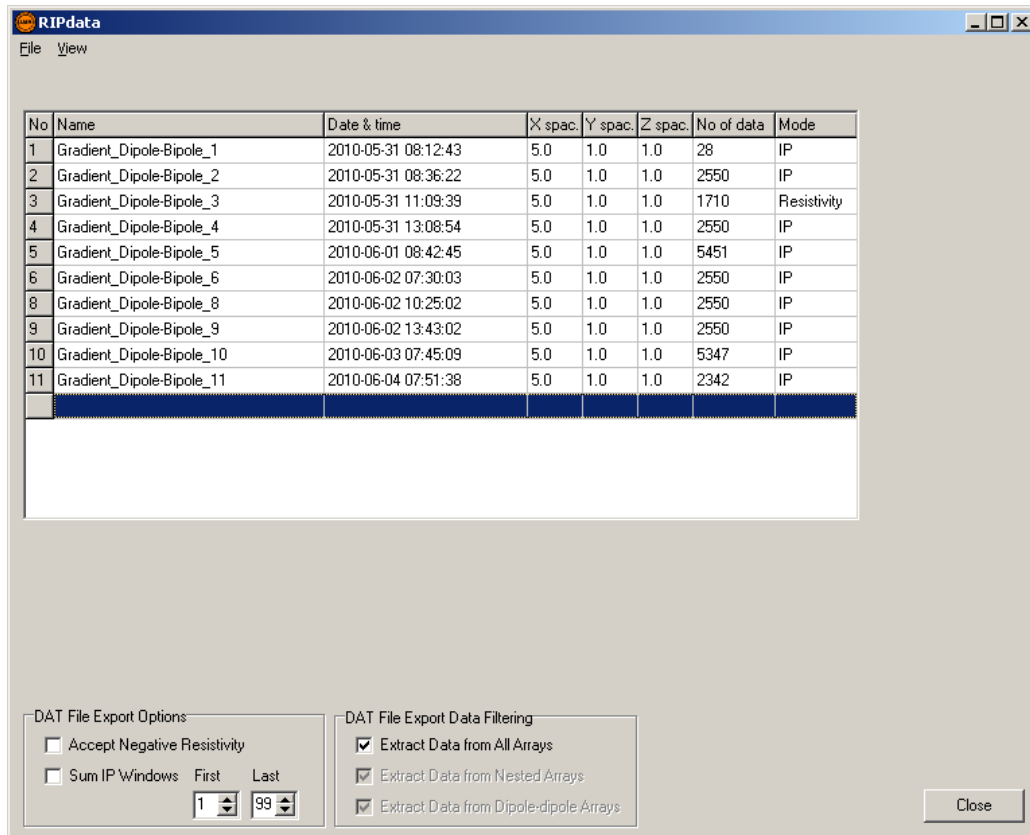 RIPdata
File View
No Name Date & time X spac. Y spac. Z spac. No of data Mode
1 Gradient_Dipole-Bipole_1 2010-05-31 08:12:43 5.0 1.0 1.0 28 IP
2 Gradient_Dipole-Bipole_2 2010-05-31 08:36:22 5.0 1.0 1.0 2550 IP
3 Gradient_Dipole-Bipole_3 2010-05-31 11:09:39 5.0 1.0 1.0 1710 Resistivity
4 Gradient_Dipole-Bipole_4 2010-05-31 13:08:54 5.0 1.0 1.0 2550 IP
5 Gradient_Dipole-Bipole_5 2010-06-01 08:42:45 5.0 1.0 1.0 5451 IP
6 Gradient_Dipole-Bipole_6 2010-06-02 07:30:03 5.0 1.0 1.0 2550 IP
8 Gradient_Dipole-Bipole_8 2010-06-02 10:25:02 5.0 1.0 1.0 2550 IP
9 Gradient_Dipole-Bipole_9 2010-06-02 13:43:02 5.0 1.0 1.0 2550 IP
10 Gradient_Dipole-Bipole_10 2010-06-03 07:45:09 5.0 1.0 1.0 5347 IP
11 Gradient_Dipole-Bipole_11 2010-06-04 07:51:38 5.0 1.0 1.0 2342 IP
DAT File Export Options
Accept Negative Resistivity
Sum IP Windows First Last
1 99
DAT File Export Data Filtering
Extract Data from All Arrays
Extract Data from Nested Arrays
Extract Data from Dipole-dipole Arrays
Close